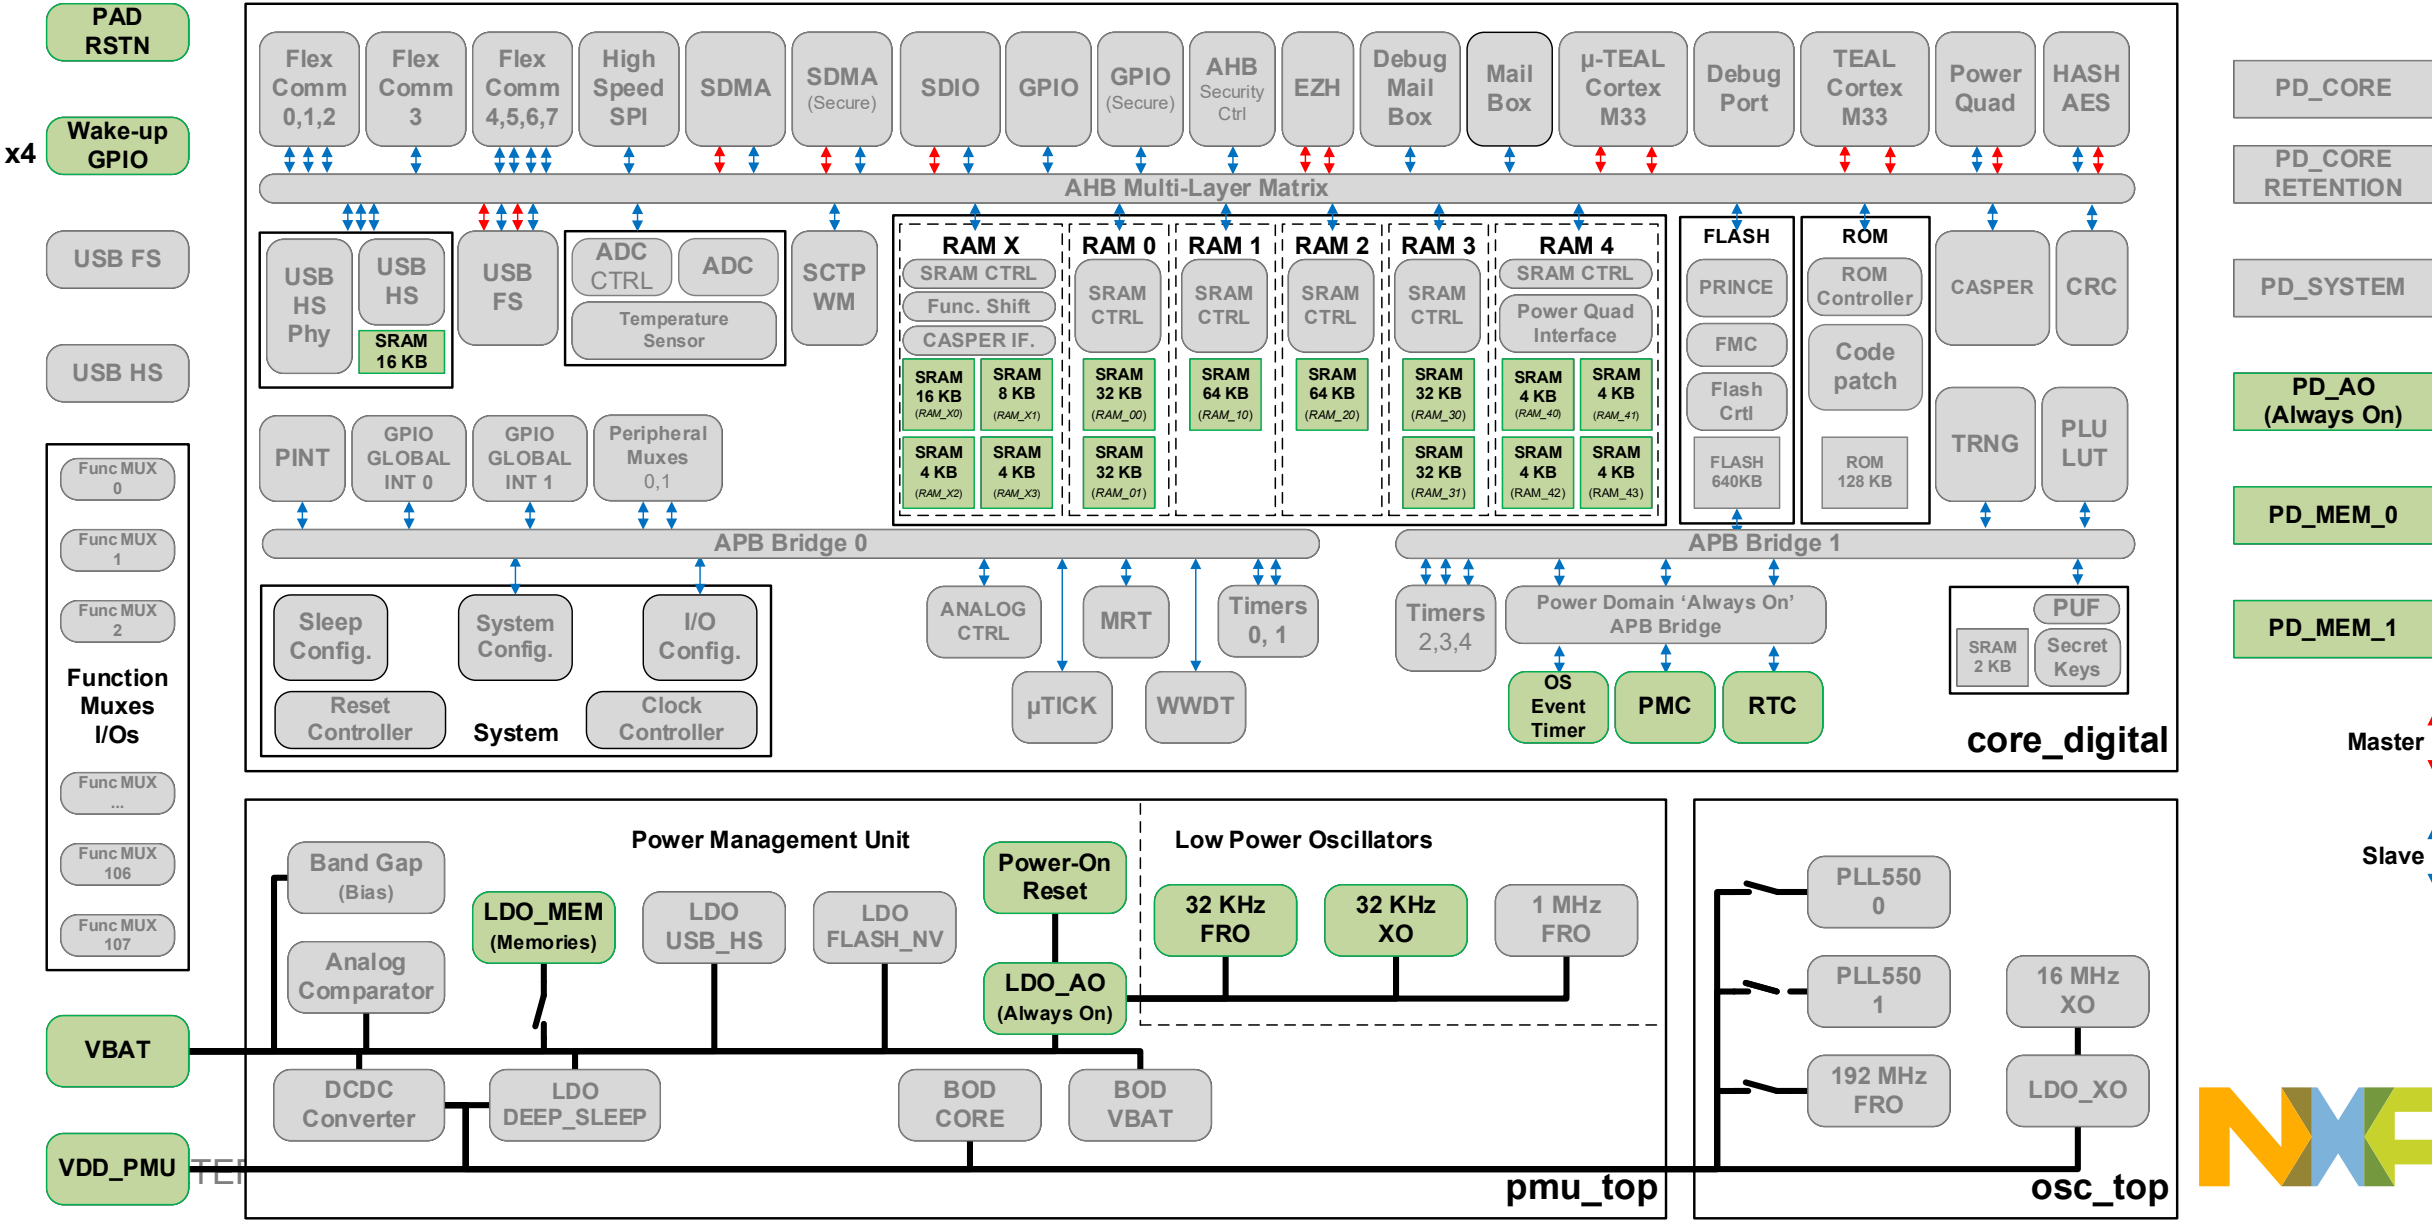 PAD
RSTN
x4
Wake-up
GPIO
USB FS
USB HS
Func MUX
0
Func MUX
1
Func MUX
2
Function
Muxes
I/Os
Func MUX
...
Func MUX
106
Func MUX
107
VBAT
VDD_PMU
Flex
Comm
0,1,2
Flex
Comm
3
Flex
Comm
4,5,6,7
High
Speed
SPI
SDMA
SDMA
(Secure)
SDIO
GPIO
GPIO
(Secure)
AHB
Security
Ctrl
EZH
Debug
Mail
Box
Mail
Box
µ-TEAL
Cortex
M33
Debug
Port
TEAL
Cortex
M33
Power
Quad
HASH
AES
AHB Multi-Layer Matrix
USB
HS
Phy
USB
HS
SRAM
16 KB
USB
FS
ADC
CTRL
ADC
Temperature
Sensor
SCTP
WM
RAM X
SRAM CTRL
Func. Shift
CASPER IF.
SRAM
16 KB
(RAM_X0)
SRAM
8 KB
(RAM_X1)
SRAM
4 KB
(RAM_X2)
SRAM
4 KB
(RAM_X3)
RAM 0
SRAM
CTRL
SRAM
32 KB
(RAM_00)
SRAM
32 KB
(RAM_01)
RAM 1
SRAM
CTRL
SRAM
64 KB
(RAM_10)
RAM 2
SRAM
CTRL
SRAM
64 KB
(RAM_20)
RAM 3
SRAM
CTRL
SRAM
32 KB
(RAM_30)
SRAM
32 KB
(RAM_31)
RAM 4
SRAM CTRL
Power Quad
Interface
SRAM
4 KB
(RAM_40)
SRAM
4 KB
(RAM_41)
SRAM
4 KB
(RAM_42)
SRAM
4 KB
(RAM_43)
FLASH
PRINCE
FMC
Flash
Crtl
FLASH
640KB
ROM
ROM
Controller
Code
patch
ROM
128 KB
CASPER
CRC
TRNG
PLU
LUT
PINT
GPIO
GLOBAL
INT 0
GPIO
GLOBAL
INT 1
Peripheral
Muxes
0,1
APB Bridge 0
APB Bridge 1
Sleep
Config.
System
Config.
I/O
Config.
Reset
Controller
System
Clock
Controller
ANALOG
CTRL
µTICK
MRT
WWDT
Timers
0, 1
Timers
2,3,4
Power Domain ‘Always On’
APB Bridge
OS
Event
Timer
PMC
RTC
PUF
SRAM
2 KB
Secret
Keys
core_digital
Power Management Unit
Band Gap
(Bias)
Analog
Comparator
LDO_MEM
(Memories)
LDO
USB_HS
LDO
FLASH_NV
Power-On
Reset
LDO_AO
(Always On)
DCDC
Converter
LDO
DEEP_SLEEP
BOD
CORE
BOD
VBAT
Low Power Oscillators
32 KHz
FRO
32 KHz
XO
1 MHz
FRO
pmu_top
PLL550
0
PLL550
1
192 MHz
FRO
16 MHz
XO
LDO_XO
osc_top
PD_CORE
PD_CORE
RETENTION
PD_SYSTEM
PD_AO
(Always On)
PD_MEM_0
PD_MEM_1
Master
Slave
NXP